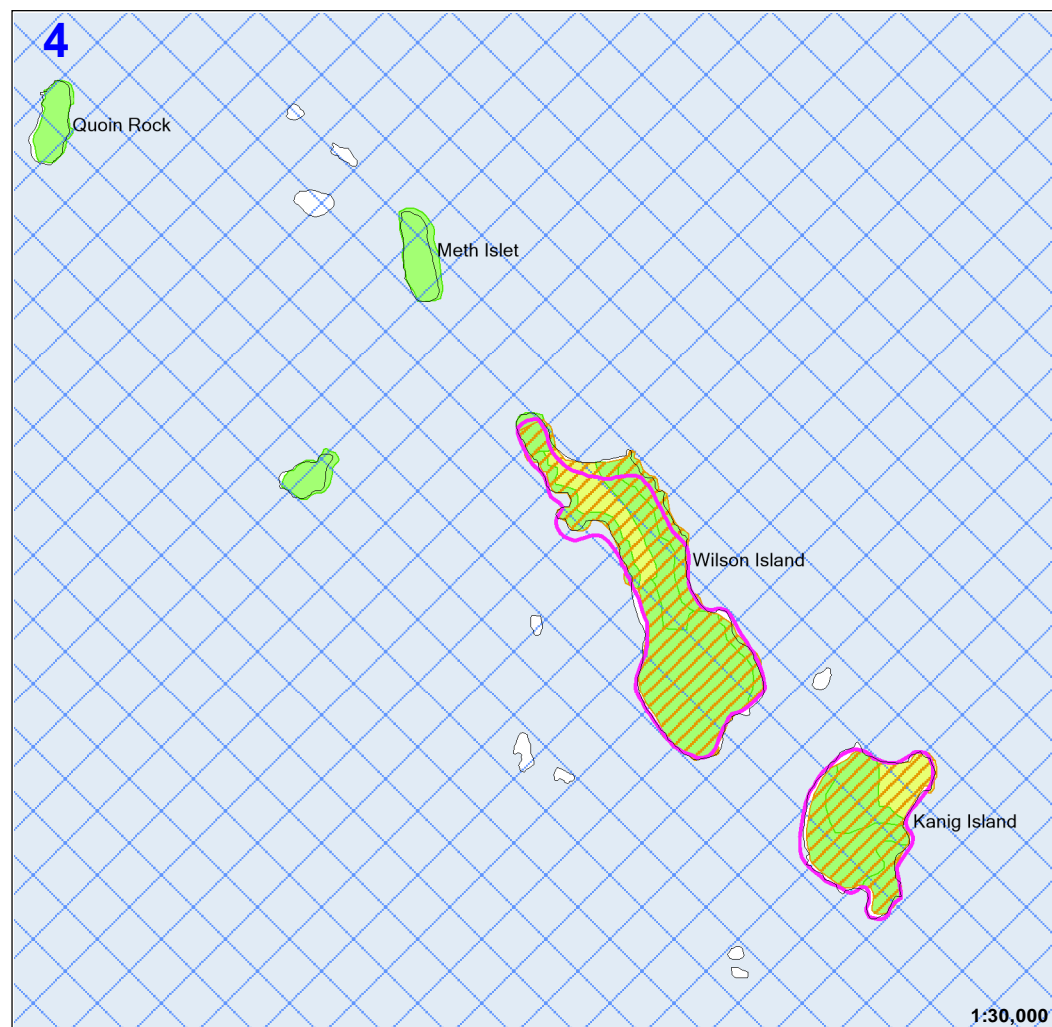 4
Quoin Rock
Meth Islet
Wilson Island
Kanig Island
1:30,000